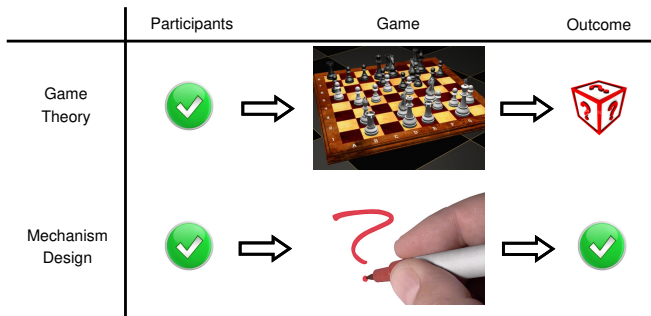 Participants Game Outcome
Game
Theory
? ? ?
A B C D E F G
Mechanism
Design
?